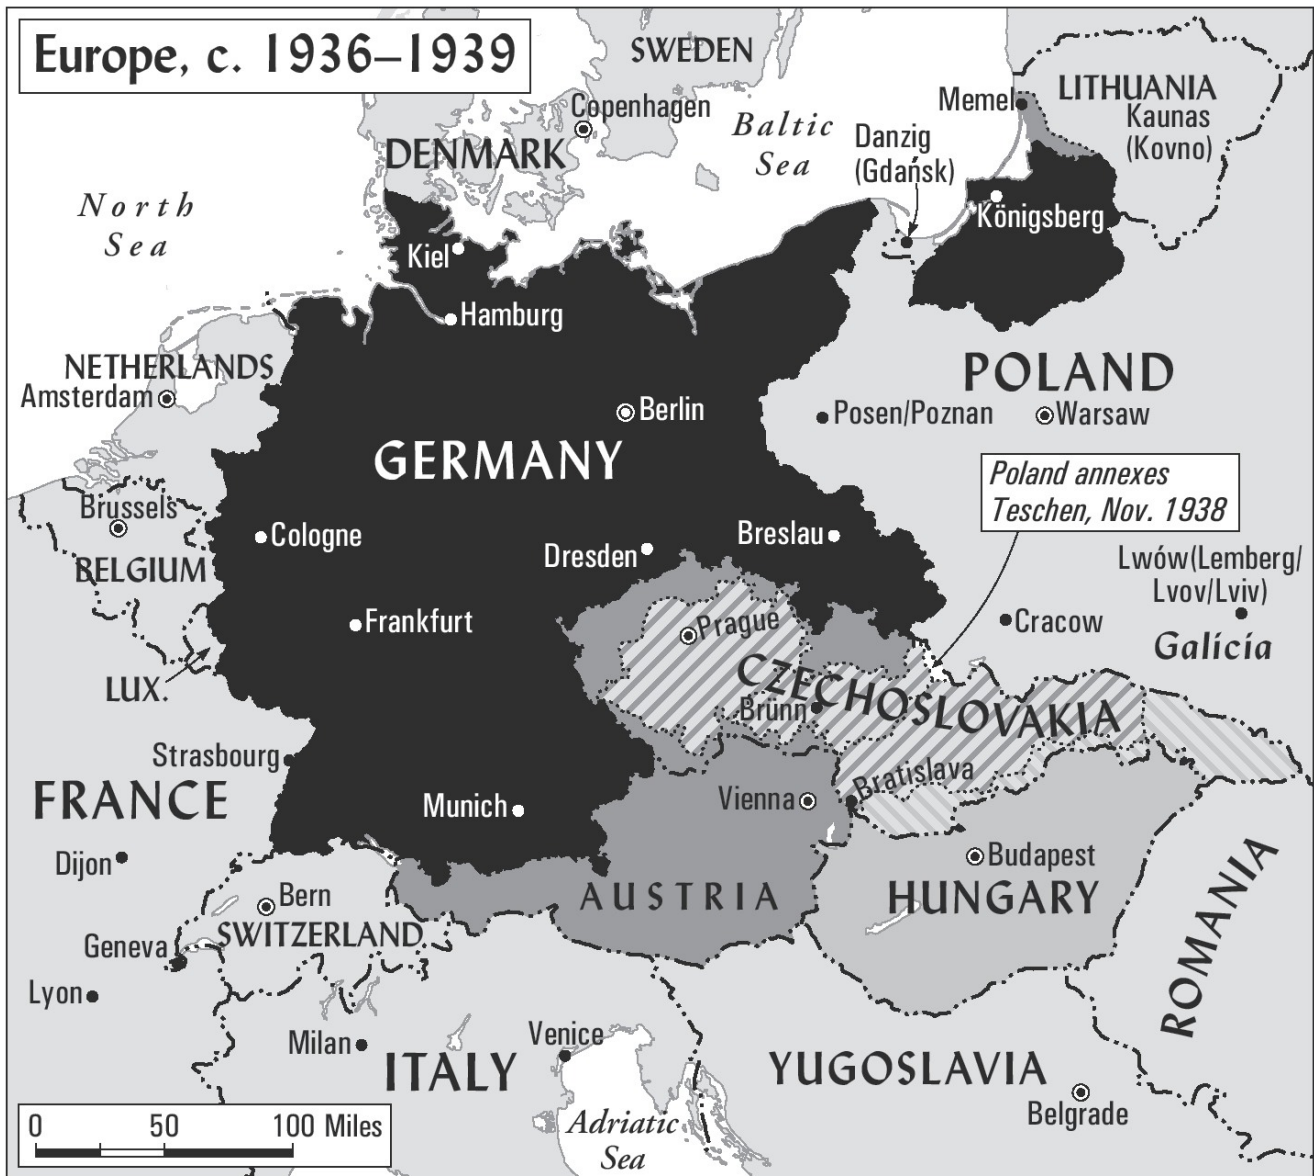 Europe, c. 1936–1939
SWEDEN
Copenhagen
DENMARK
Baltic
Sea
North
Sea
Memel
LITHUANIA
Kaunas
(Kovno)
Danzig
(Gdańsk)
Königsberg
Kiel
Hamburg
NETHERLANDS
Amsterdam
Berlin
POLAND
Posen/Poznan
Warsaw
GERMANY
Poland annexes
Teschen, Nov. 1938
Brussels
BELGIUM
Cologne
Dresden
Breslau
Lwów(Lemberg/
Lvov/Lviv)
Galicia
Cracow
Frankfurt
Prague
LUX.
CZECHOSLOVAKIA
Brünn
Strasbourg
FRANCE
Munich
Vienna
Bratislava
Dijon
Budapest
HUNGARY
AUSTRIA
ROMANIA
Bern
SWITZERLAND
Geneva
Lyon
Milan
ITALY
Venice
YUGOSLAVIA
Belgrade
Adriatic
Sea
0 50 100 Miles